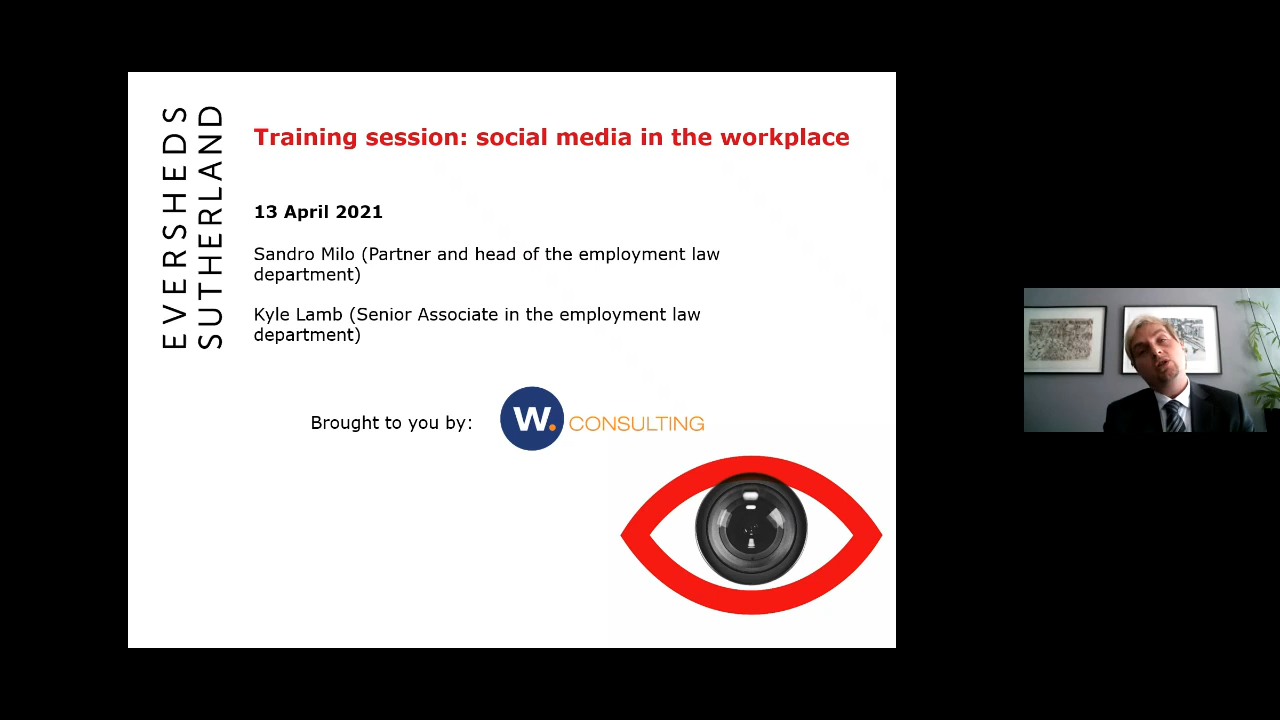 EVERSHEDS
SUTHERLAND
Training session: social media in the workplace
13 April 2021
Sandro Milo (Partner and head of the employment law
department)
Kyle Lamb (Senior Associate in the employment law
department)
Brought to you by:
W.
CONSULTING